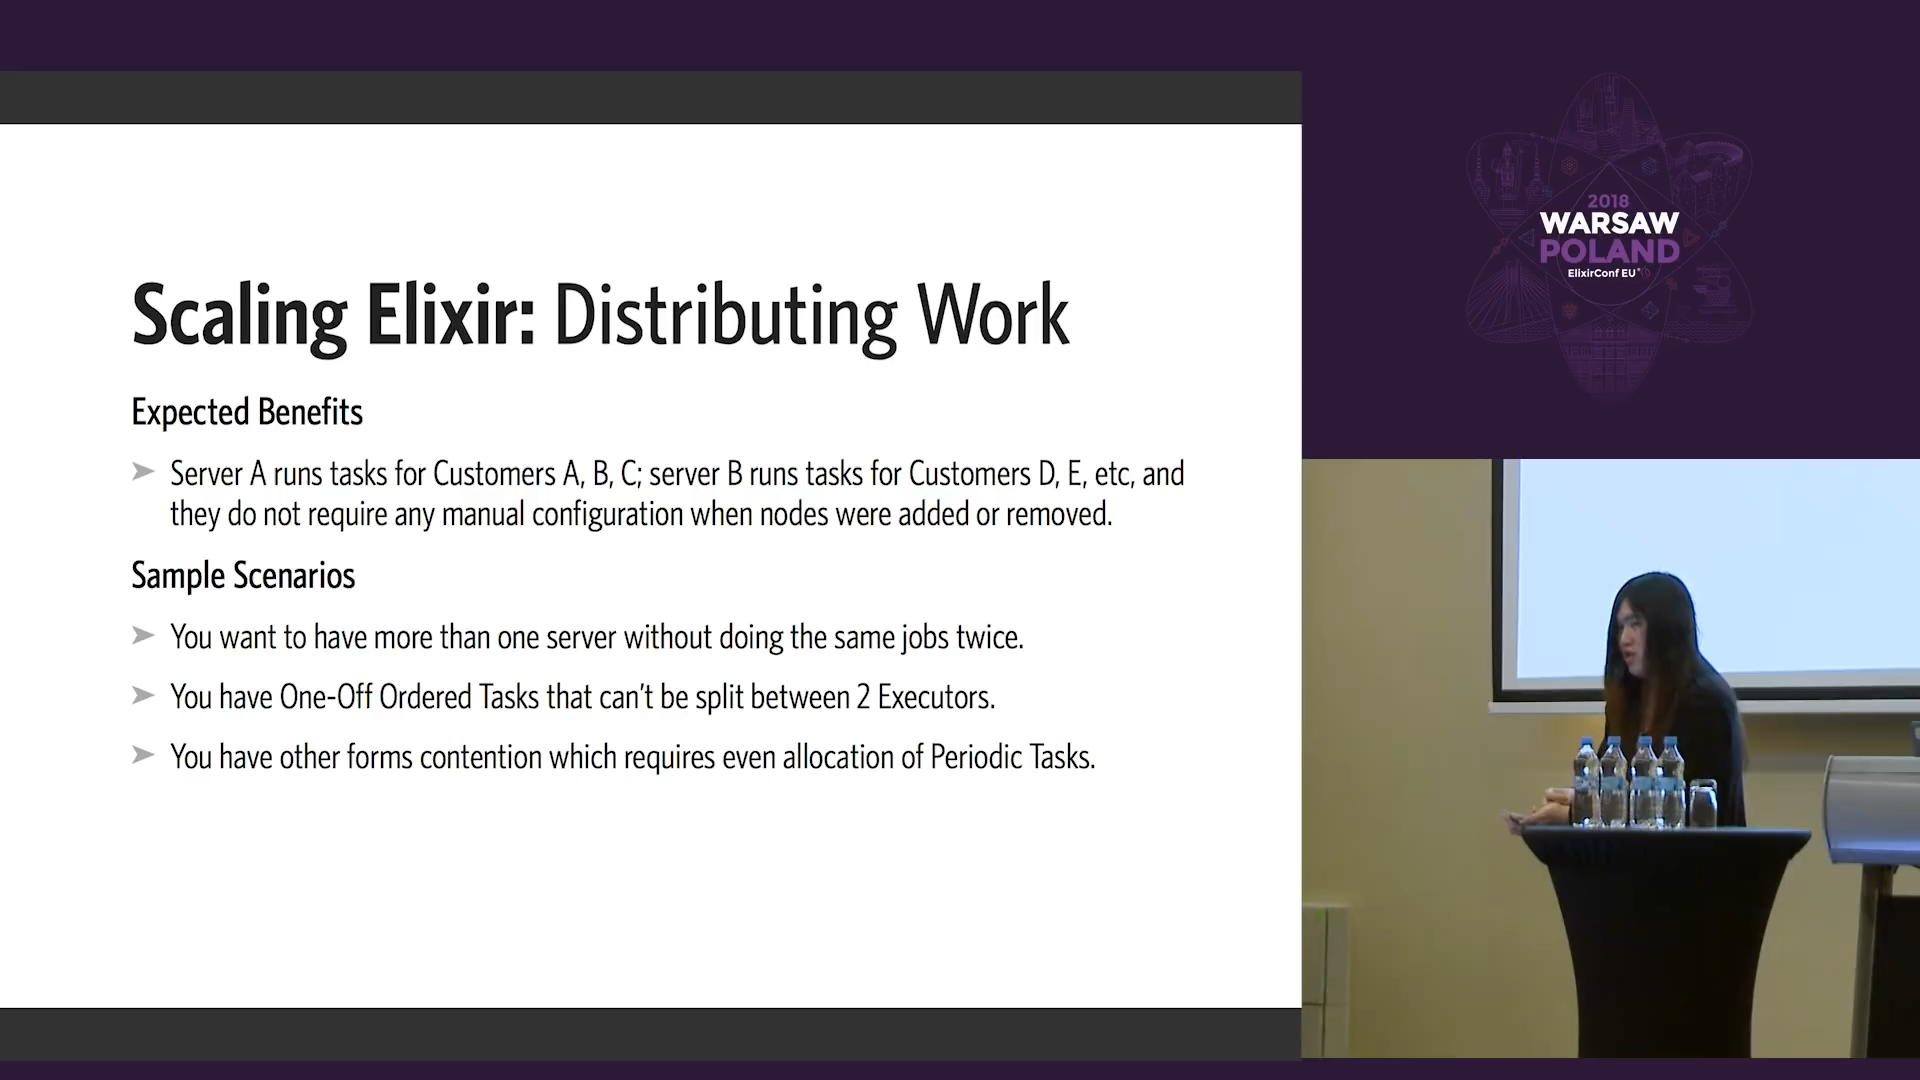 Scaling Elixir: Distributing Work
Expected Benefits
Server A runs tasks for Customers A, B, C; server B runs tasks for Customers D, E, etc, and
they do not require any manual configuration when nodes were added or removed.
Sample Scenarios
You want to have more than one server without doing the same jobs twice.
You have One-Off Ordered Tasks that can't be split between 2 Executors.
You have other forms contention which requires even allocation of Periodic Tasks.
2018
WARSAW
POLAND
ElixirConf EU